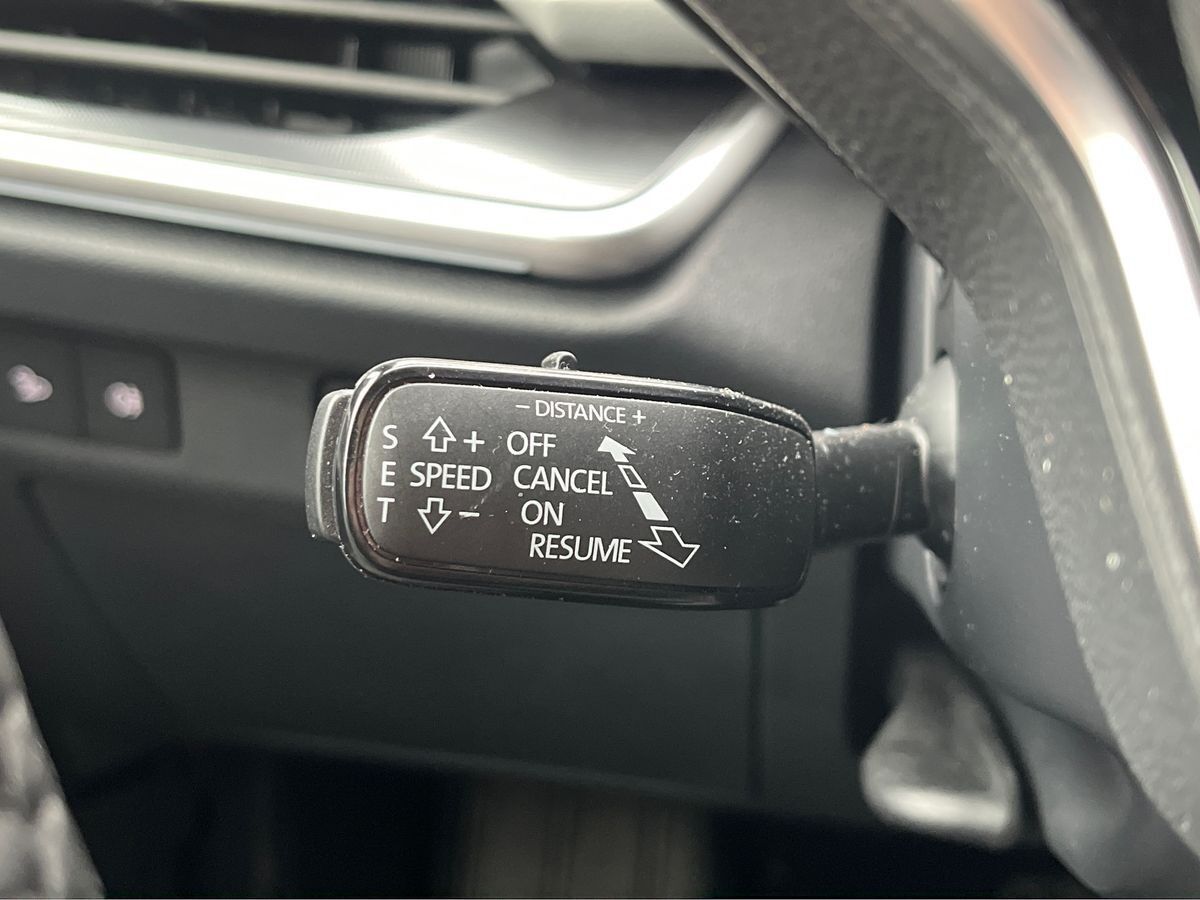 − DISTANCE +
S + OFF
E SPEED CANCEL
T − ON
RESUME